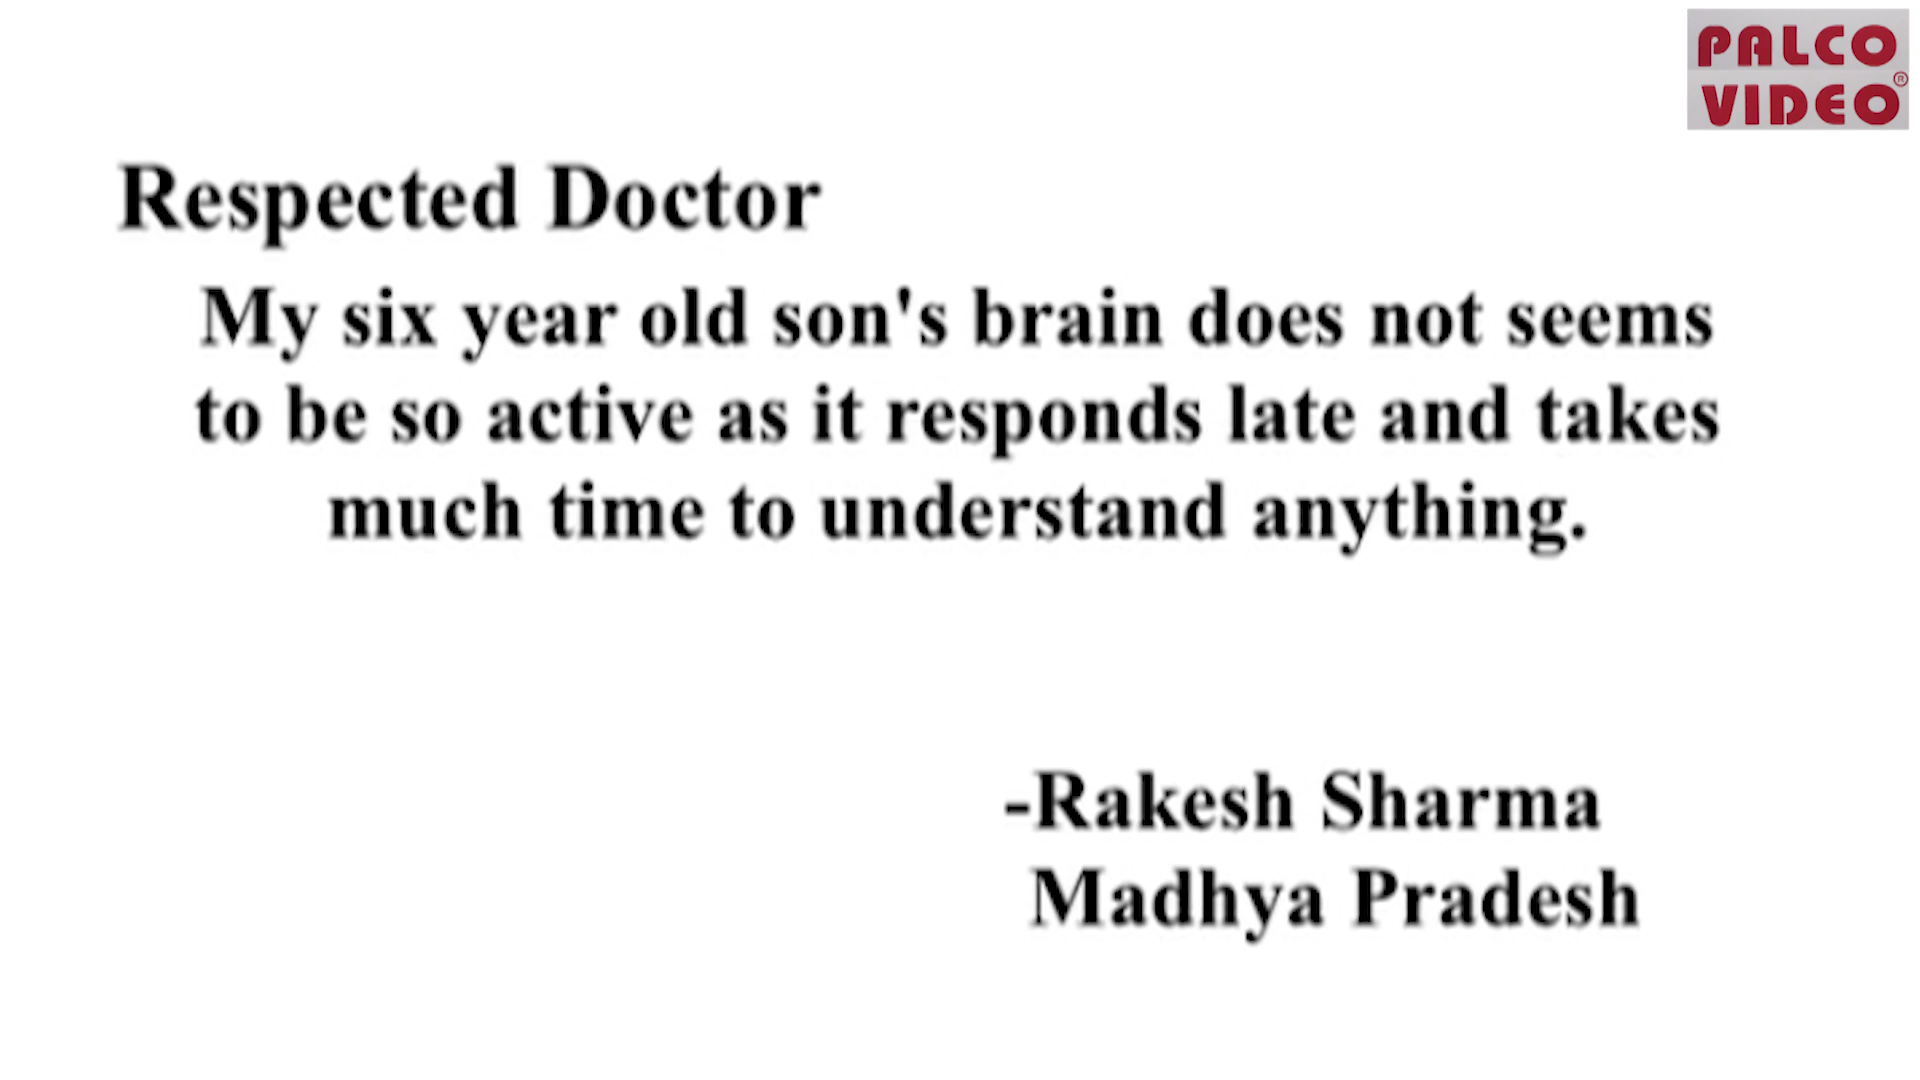 PALCO
VIDEO®
Respected Doctor
My six year old son's brain does not seems
to be so active as it responds late and takes
much time to understand anything.
-Rakesh Sharma
Madhya Pradesh